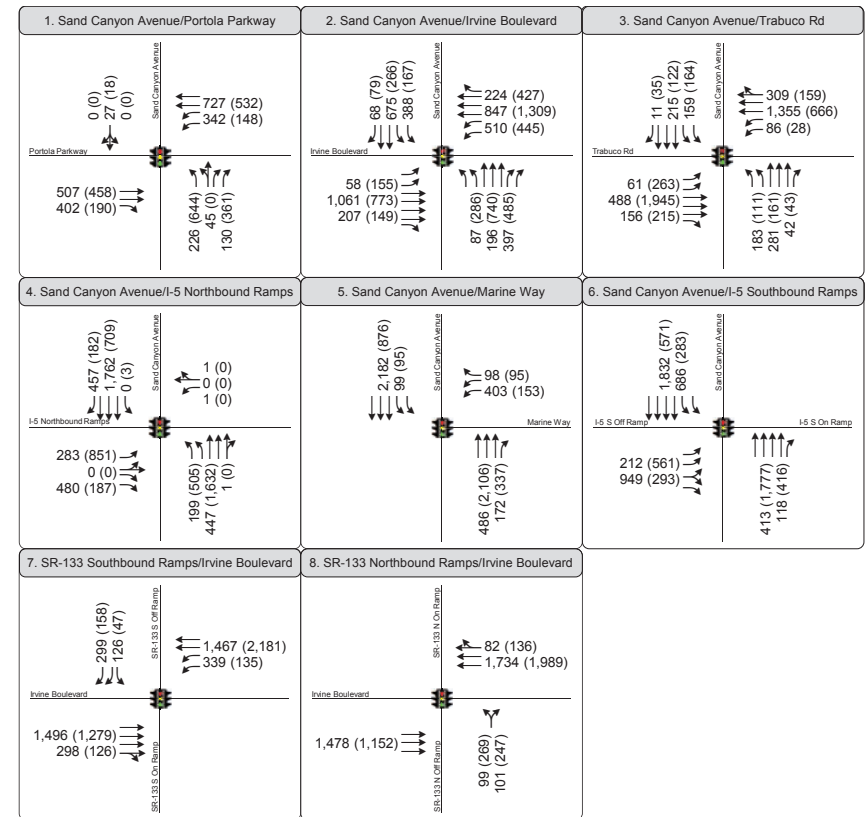 1. Sand Canyon Avenue/Portola Parkway
0 (0)
27 (18)
0 (0)
Sand Canyon Avenue
727 (532)
342 (148)
Portola Parkway
507 (458)
402 (190)
226 (644)
45 (0)
130 (361)
2. Sand Canyon Avenue/Irvine Boulevard
68 (79)
675 (266)
388 (167)
Sand Canyon Avenue
224 (427)
847 (1,309)
510 (445)
Irvine Boulevard
58 (155)
1,061 (773)
207 (149)
87 (286)
196 (740)
397 (485)
3. Sand Canyon Avenue/Trabuco Rd
11 (35)
215 (122)
159 (164)
Sand Canyon Avenue
309 (159)
1,355 (666)
86 (28)
Trabuco Rd
61 (263)
488 (1,945)
156 (215)
183 (111)
281 (161)
42 (43)
4. Sand Canyon Avenue/I-5 Northbound Ramps
457 (182)
1,762 (709)
0 (3)
Sand Canyon Avenue
1 (0)
0 (0)
1 (0)
I-5 Northbound Ramps
283 (851)
0 (0)
480 (187)
199 (505)
447 (1,632)
1 (0)
5. Sand Canyon Avenue/Marine Way
2,182 (876)
99 (95)
Sand Canyon Avenue
98 (95)
403 (153)
Marine Way
486 (2,106)
172 (337)
6. Sand Canyon Avenue/I-5 Southbound Ramps
1,832 (571)
686 (283)
Sand Canyon Avenue
I-5 S Off Ramp
I-5 S On Ramp
212 (561)
949 (293)
413 (1,777)
118 (416)
7. SR-133 Southbound Ramps/Irvine Boulevard
299 (158)
126 (47)
SR-133 S Off Ramp
1,467 (2,181)
339 (135)
Irvine Boulevard
1,496 (1,279)
298 (126)
SR-133 S On Ramp
8. SR-133 Northbound Ramps/Irvine Boulevard
SR-133 N On Ramp
82 (136)
1,734 (1,989)
Irvine Boulevard
1,478 (1,152)
SR-133 N Off Ramp
99 (269)
101 (247)